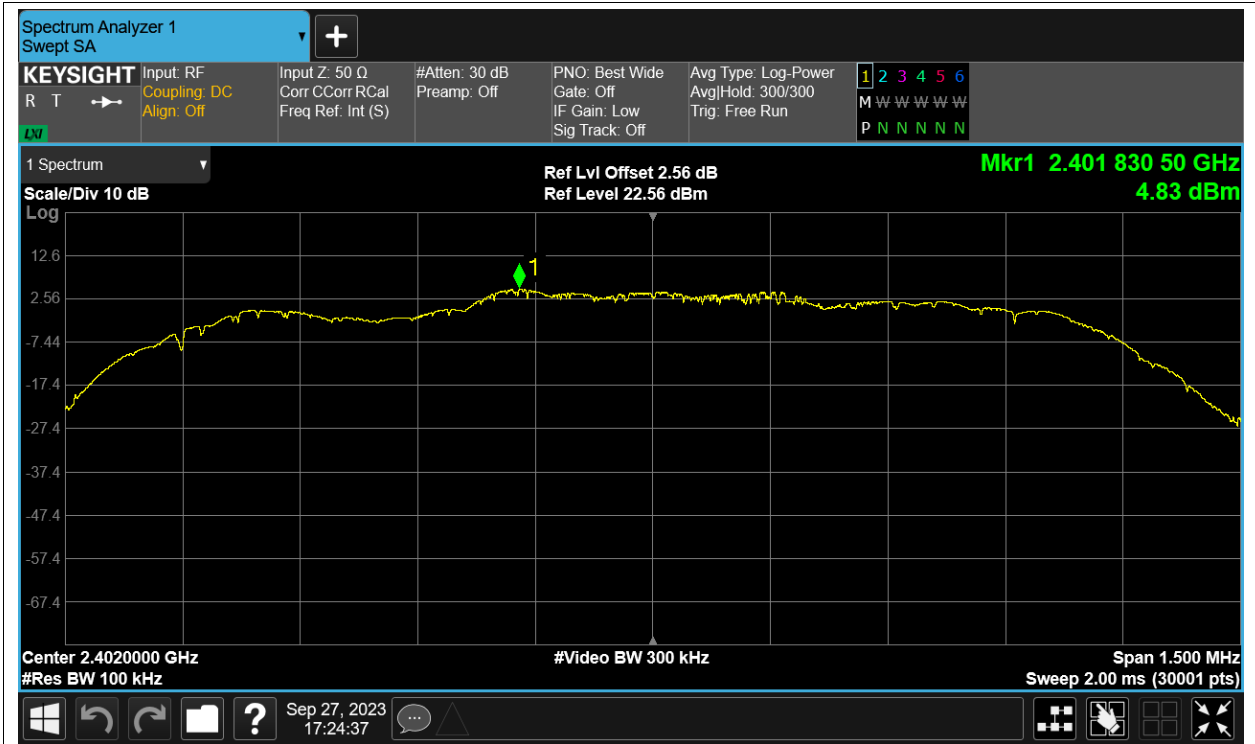 Spectrum Analyzer 1
Swept SA
KEYSIGHT
R T
LXI
Input: RF
Coupling: DC
Align: Off
Input Z: 50 Ω
Corr CCorr RCal
Freq Ref: Int (S)
#Atten: 30 dB
Preamp: Off
PNO: Best Wide
Gate: Off
IF Gain: Low
Sig Track: Off
Avg Type: Log-Power
Avg|Hold: 300/300
Trig: Free Run
1 2 3 4 5 6
M W W W W W
P N N N N N
1 Spectrum
Scale/Div 10 dB
Log
Ref Lvl Offset 2.56 dB
Ref Level 22.56 dBm
Mkr1 2.401 830 50 GHz
4.83 dBm
12.6
2.56
-7.44
-17.4
-27.4
-37.4
-47.4
-57.4
-67.4
1
Center 2.4020000 GHz
#Res BW 100 kHz
#Video BW 300 kHz
Span 1.500 MHz
Sweep 2.00 ms (30001 pts)
?
Sep 27, 2023
17:24:37